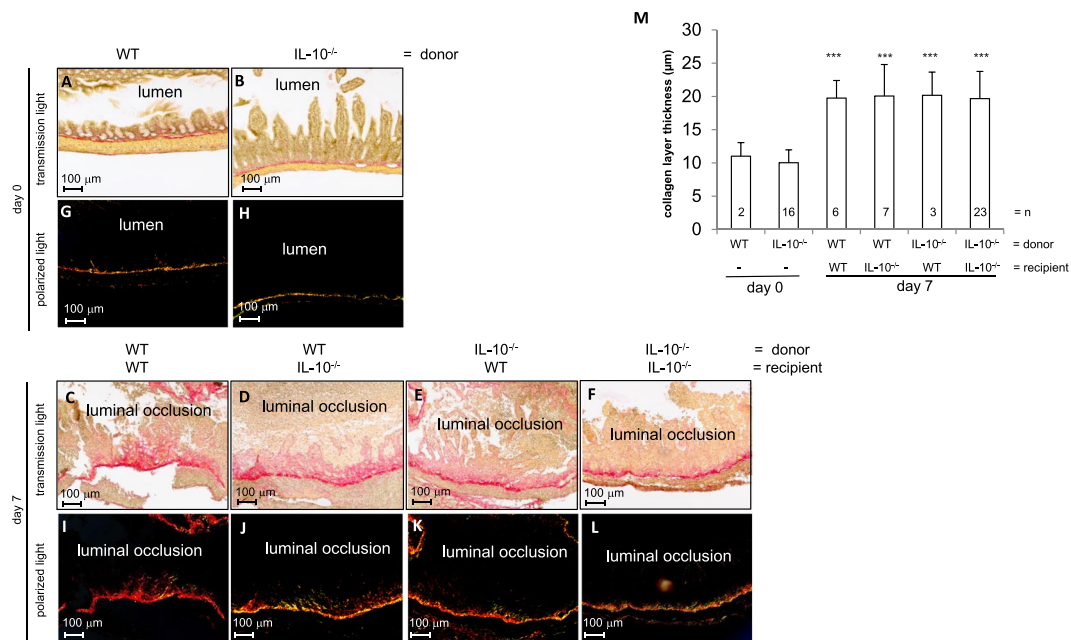 WT IL-10-/- = donor
day 0
transmission light
A
lumen
100 µm
B
lumen
100 µm
polarized light
G
lumen
100 µm
H
lumen
100 µm
WT WT IL-10-/- IL-10-/- = donor
WT IL-10-/- WT IL-10-/- = recipient
day 7
transmission light
C
luminal occlusion
100 µm
D
luminal occlusion
100 µm
E
luminal occlusion
100 µm
F
luminal occlusion
100 µm
polarized light
I
luminal occlusion
100 µm
J
luminal occlusion
100 µm
K
luminal occlusion
100 µm
L
luminal occlusion
100 µm
M
collagen layer thickness (µm)
30
25
20
15
10
5
0
*** *** *** ***
2 16 6 7 3 23 = n
WT IL-10-/- WT WT IL-10-/- IL-10-/- = donor
- - WT IL-10-/- WT IL-10-/- = recipient
day 0 day 7